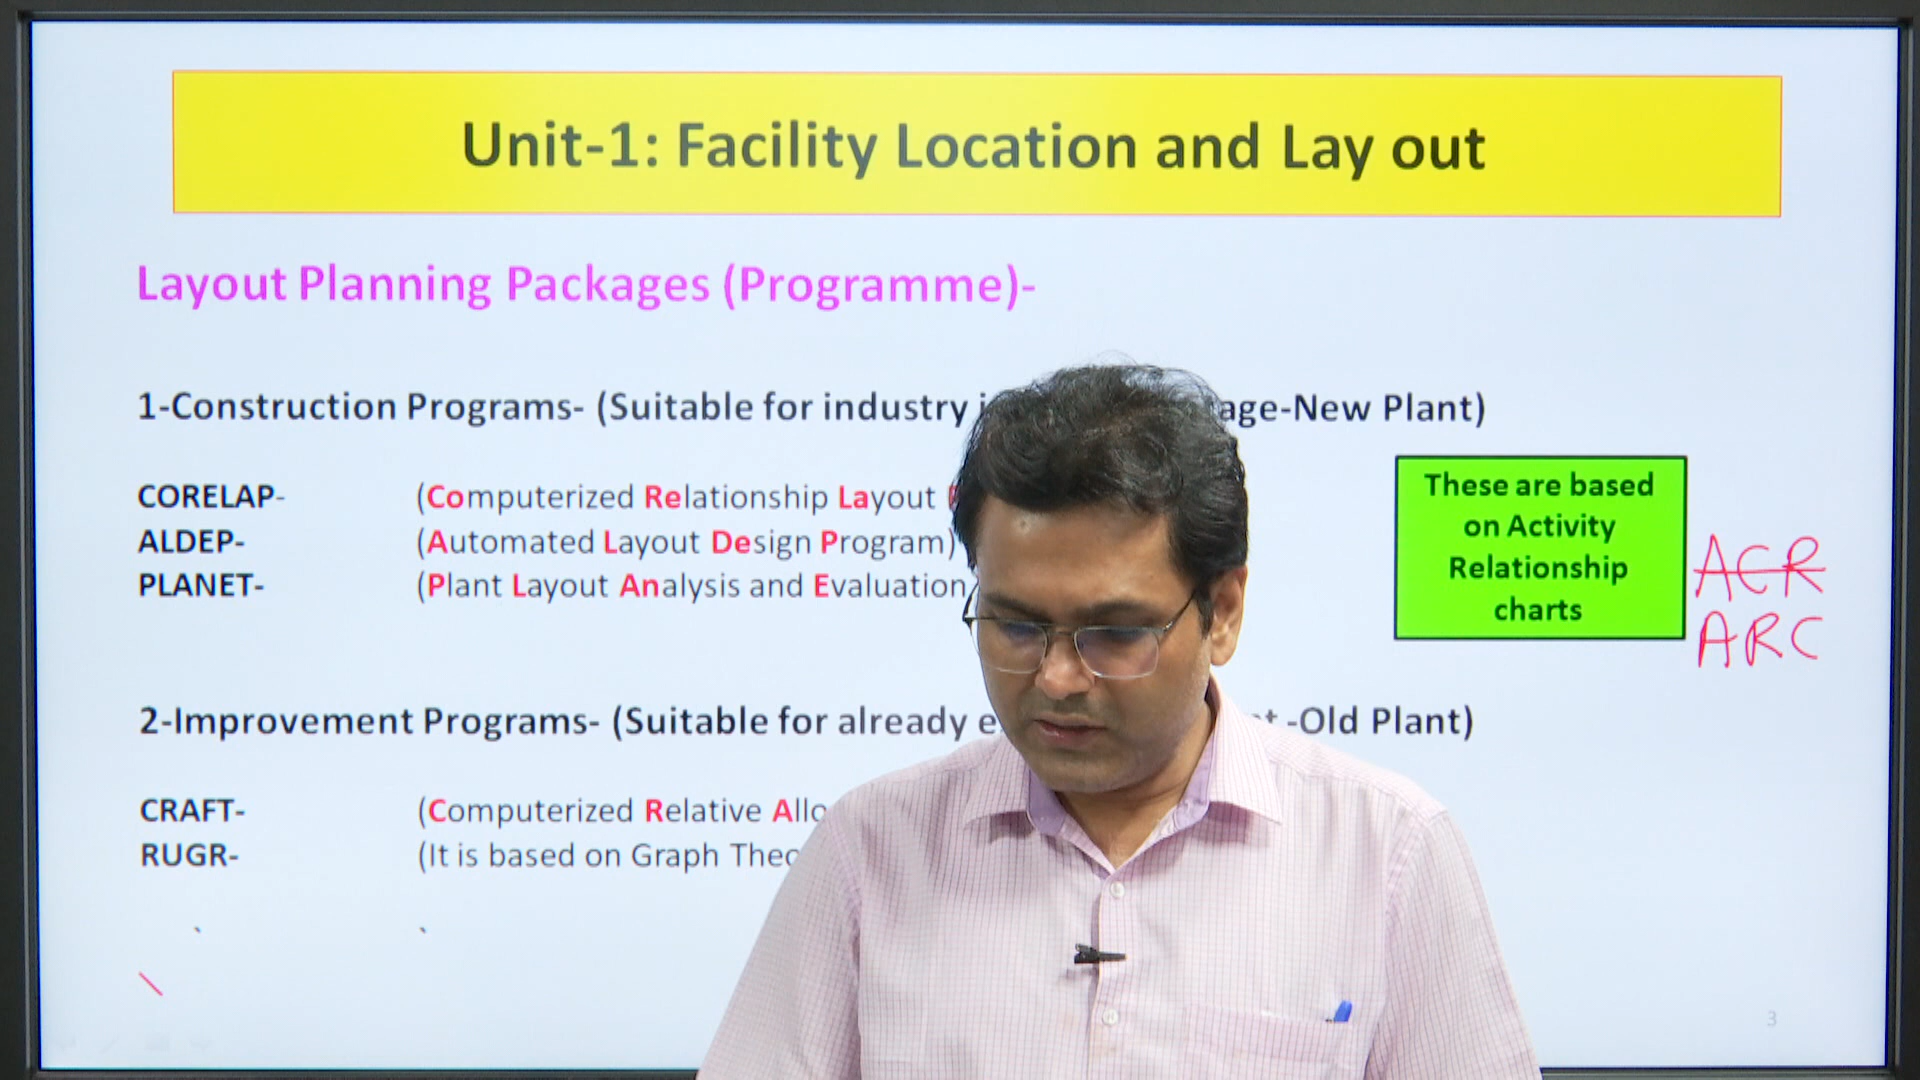 Unit-1: Facility Location and Lay out
Layout Planning Packages (Programme)-
1-Construction Programs- (Suitable for industry age-New Plant)
CORELAP- (Computerized Relationship Layout
ALDEP- (Automated Layout Design Program)
PLANET- (Plant Layout Analysis and Evaluation
These are based
on Activity
Relationship
charts
ACR
ARC
2-Improvement Programs- (Suitable for already -Old Plant)
CRAFT- (Computerized Relative
RUGR- (It is based on Graph
3